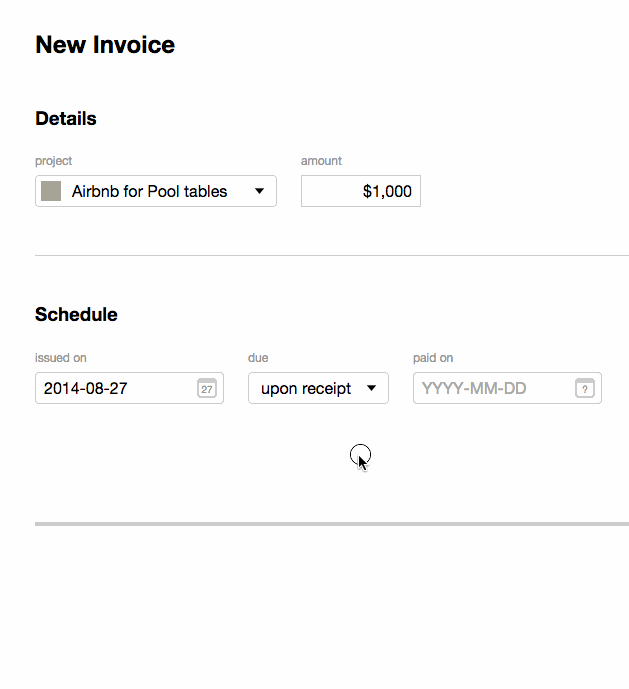 New Invoice
Details
project amount
Airbnb for Pool tables $1,000
Schedule
issued on due paid on
2014-08-27 27 upon receipt YYYY-MM-DD ?